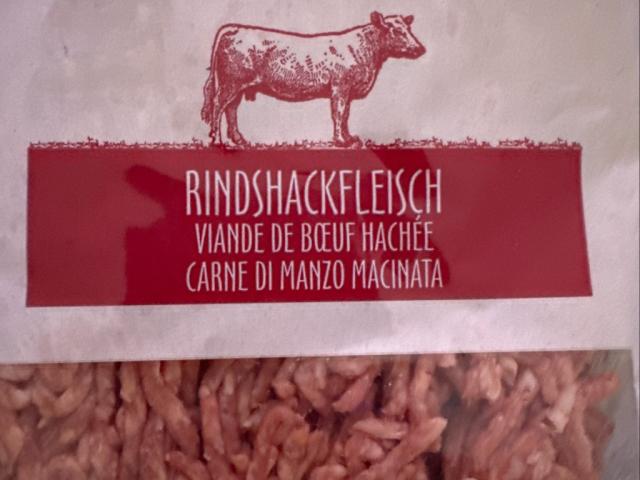 RINDSHACKFLEISCH
VIANDE DE BŒUF HACHÉE
CARNE DI MANZO MACINATA